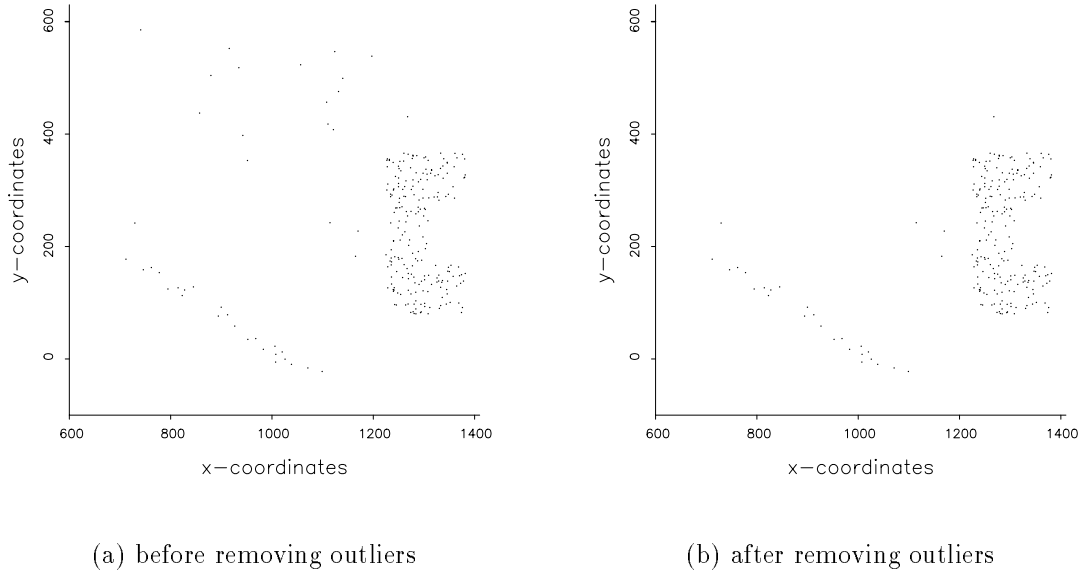 600
400
200
0
y-coordinates
600 800 1000 1200 1400
x-coordinates
(a) before removing outliers
600
400
200
0
y-coordinates
600 800 1000 1200 1400
x-coordinates
(b) after removing outliers